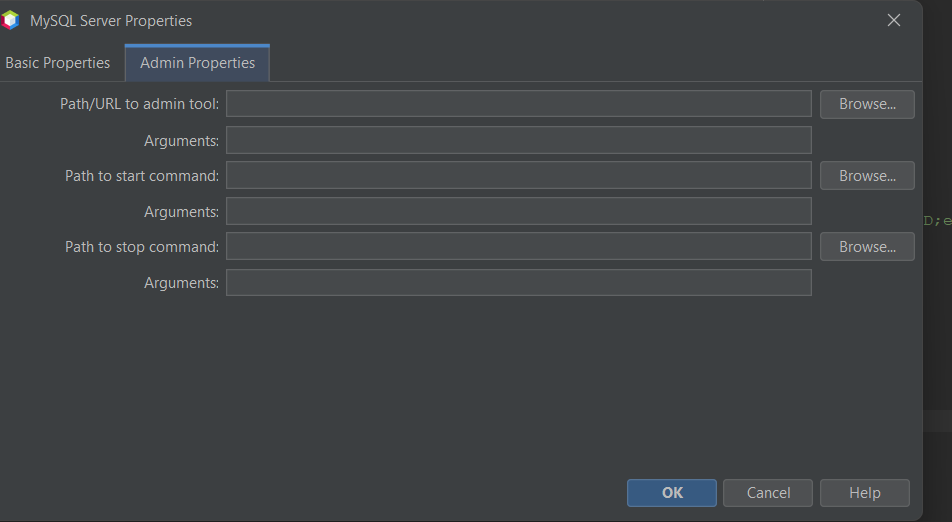 MySQL Server Properties
Basic Properties Admin Properties
Path/URL to admin tool: Browse...
Arguments:
Path to start command: Browse...
Arguments:
D;e
Path to stop command: Browse...
Arguments:
OK Cancel Help